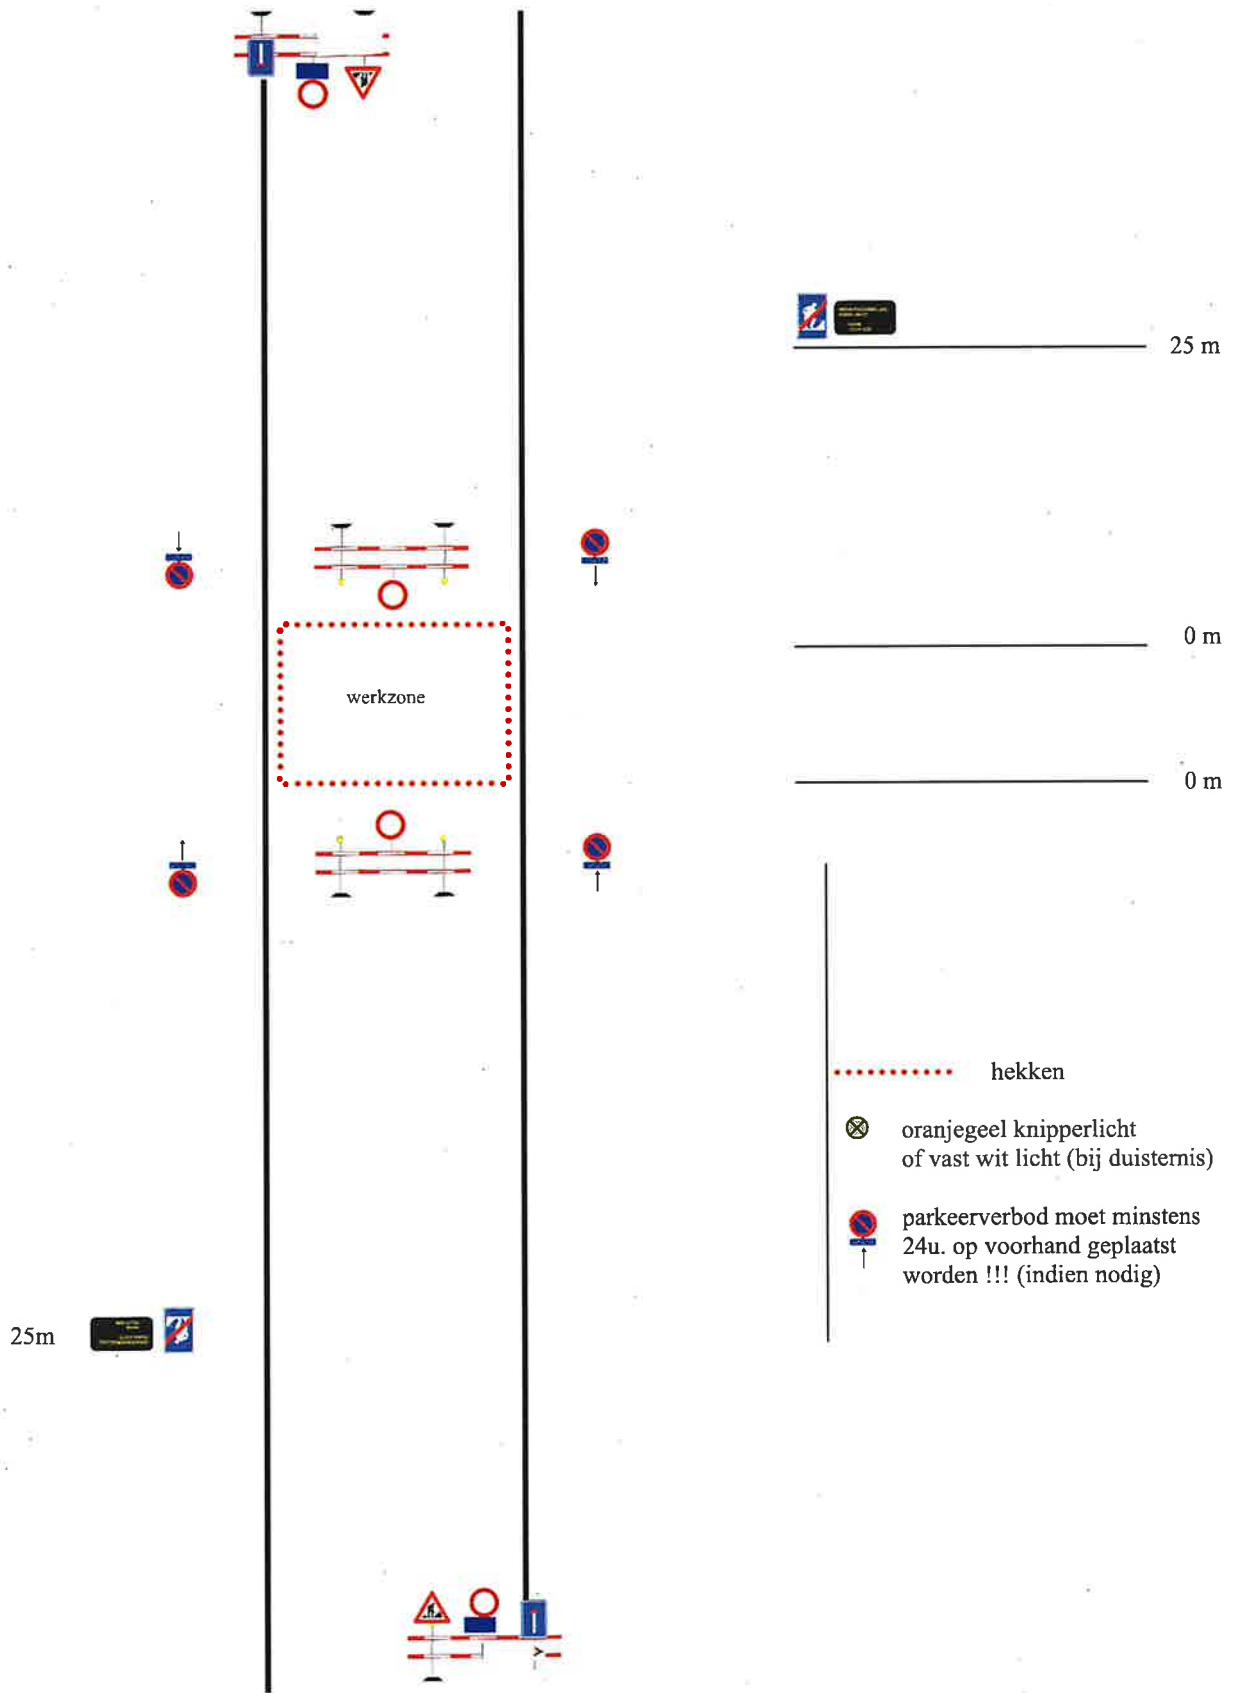 25 m
0 m
werkzone
0 m
hekken
oranjegeel knipperlicht
of vast wit licht (bij duisternis)
parkeerverbod moet minstens
24u. op voorhand geplaatst
worden !!! (indien nodig)
25m